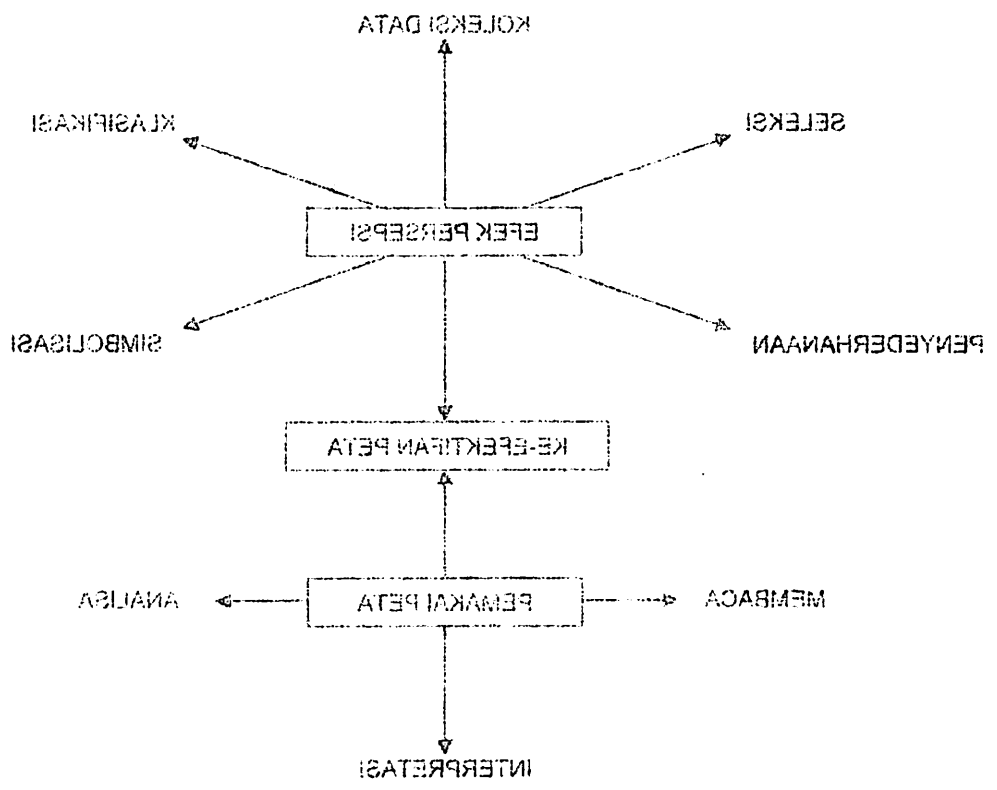 KOLEKSI DATA
SELEKSI
KLASIFIKASI
EFEK PERSEPSI
PENYEDERHANAAN
SIMBOLISASI
KE-EFEKTIFAN PETA
MEMBACA
PEMAKAI PETA
ANALISA
INTERPRETASI